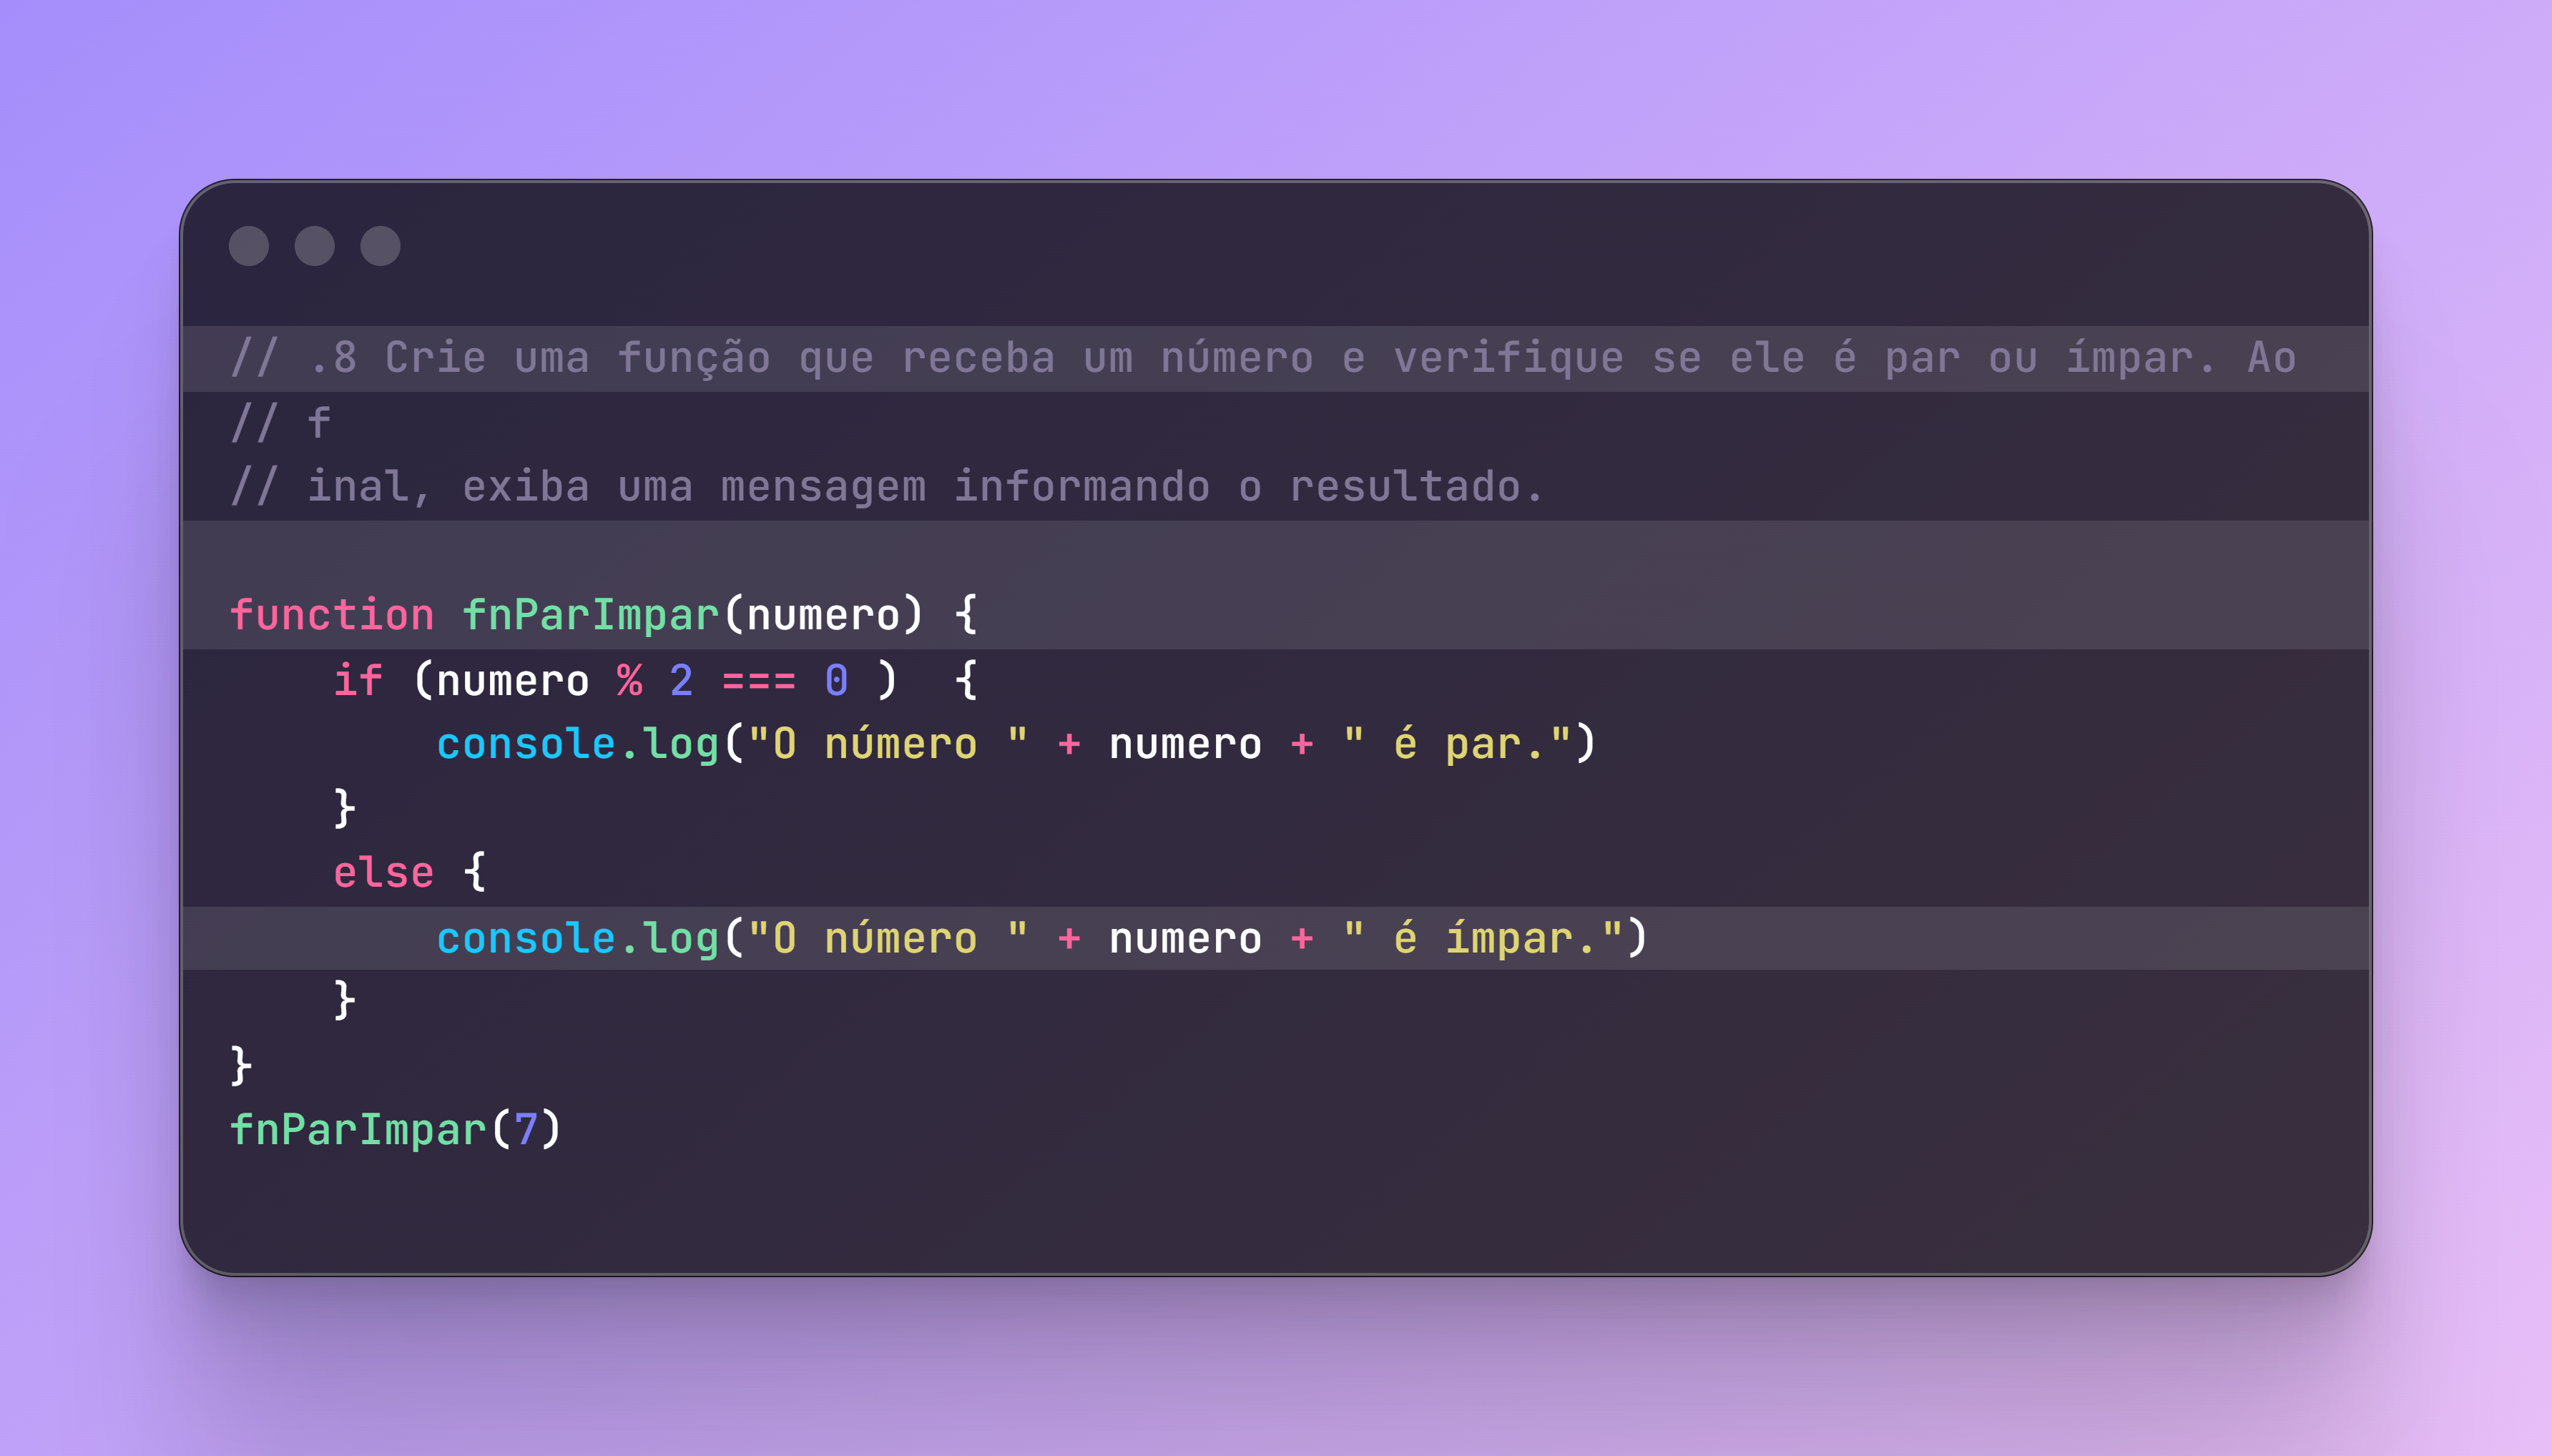 // .8 Crie uma função que receba um número e verifique se ele é par ou ímpar. Ao
// f
// inal, exiba uma mensagem informando o resultado.

function fnParImpar(numero) {
    if (numero % 2 === 0 )  {
        console.log("O número " + numero + " é par.")
    }
    else {
        console.log("O número " + numero + " é ímpar.")
    }
}
fnParImpar(7)